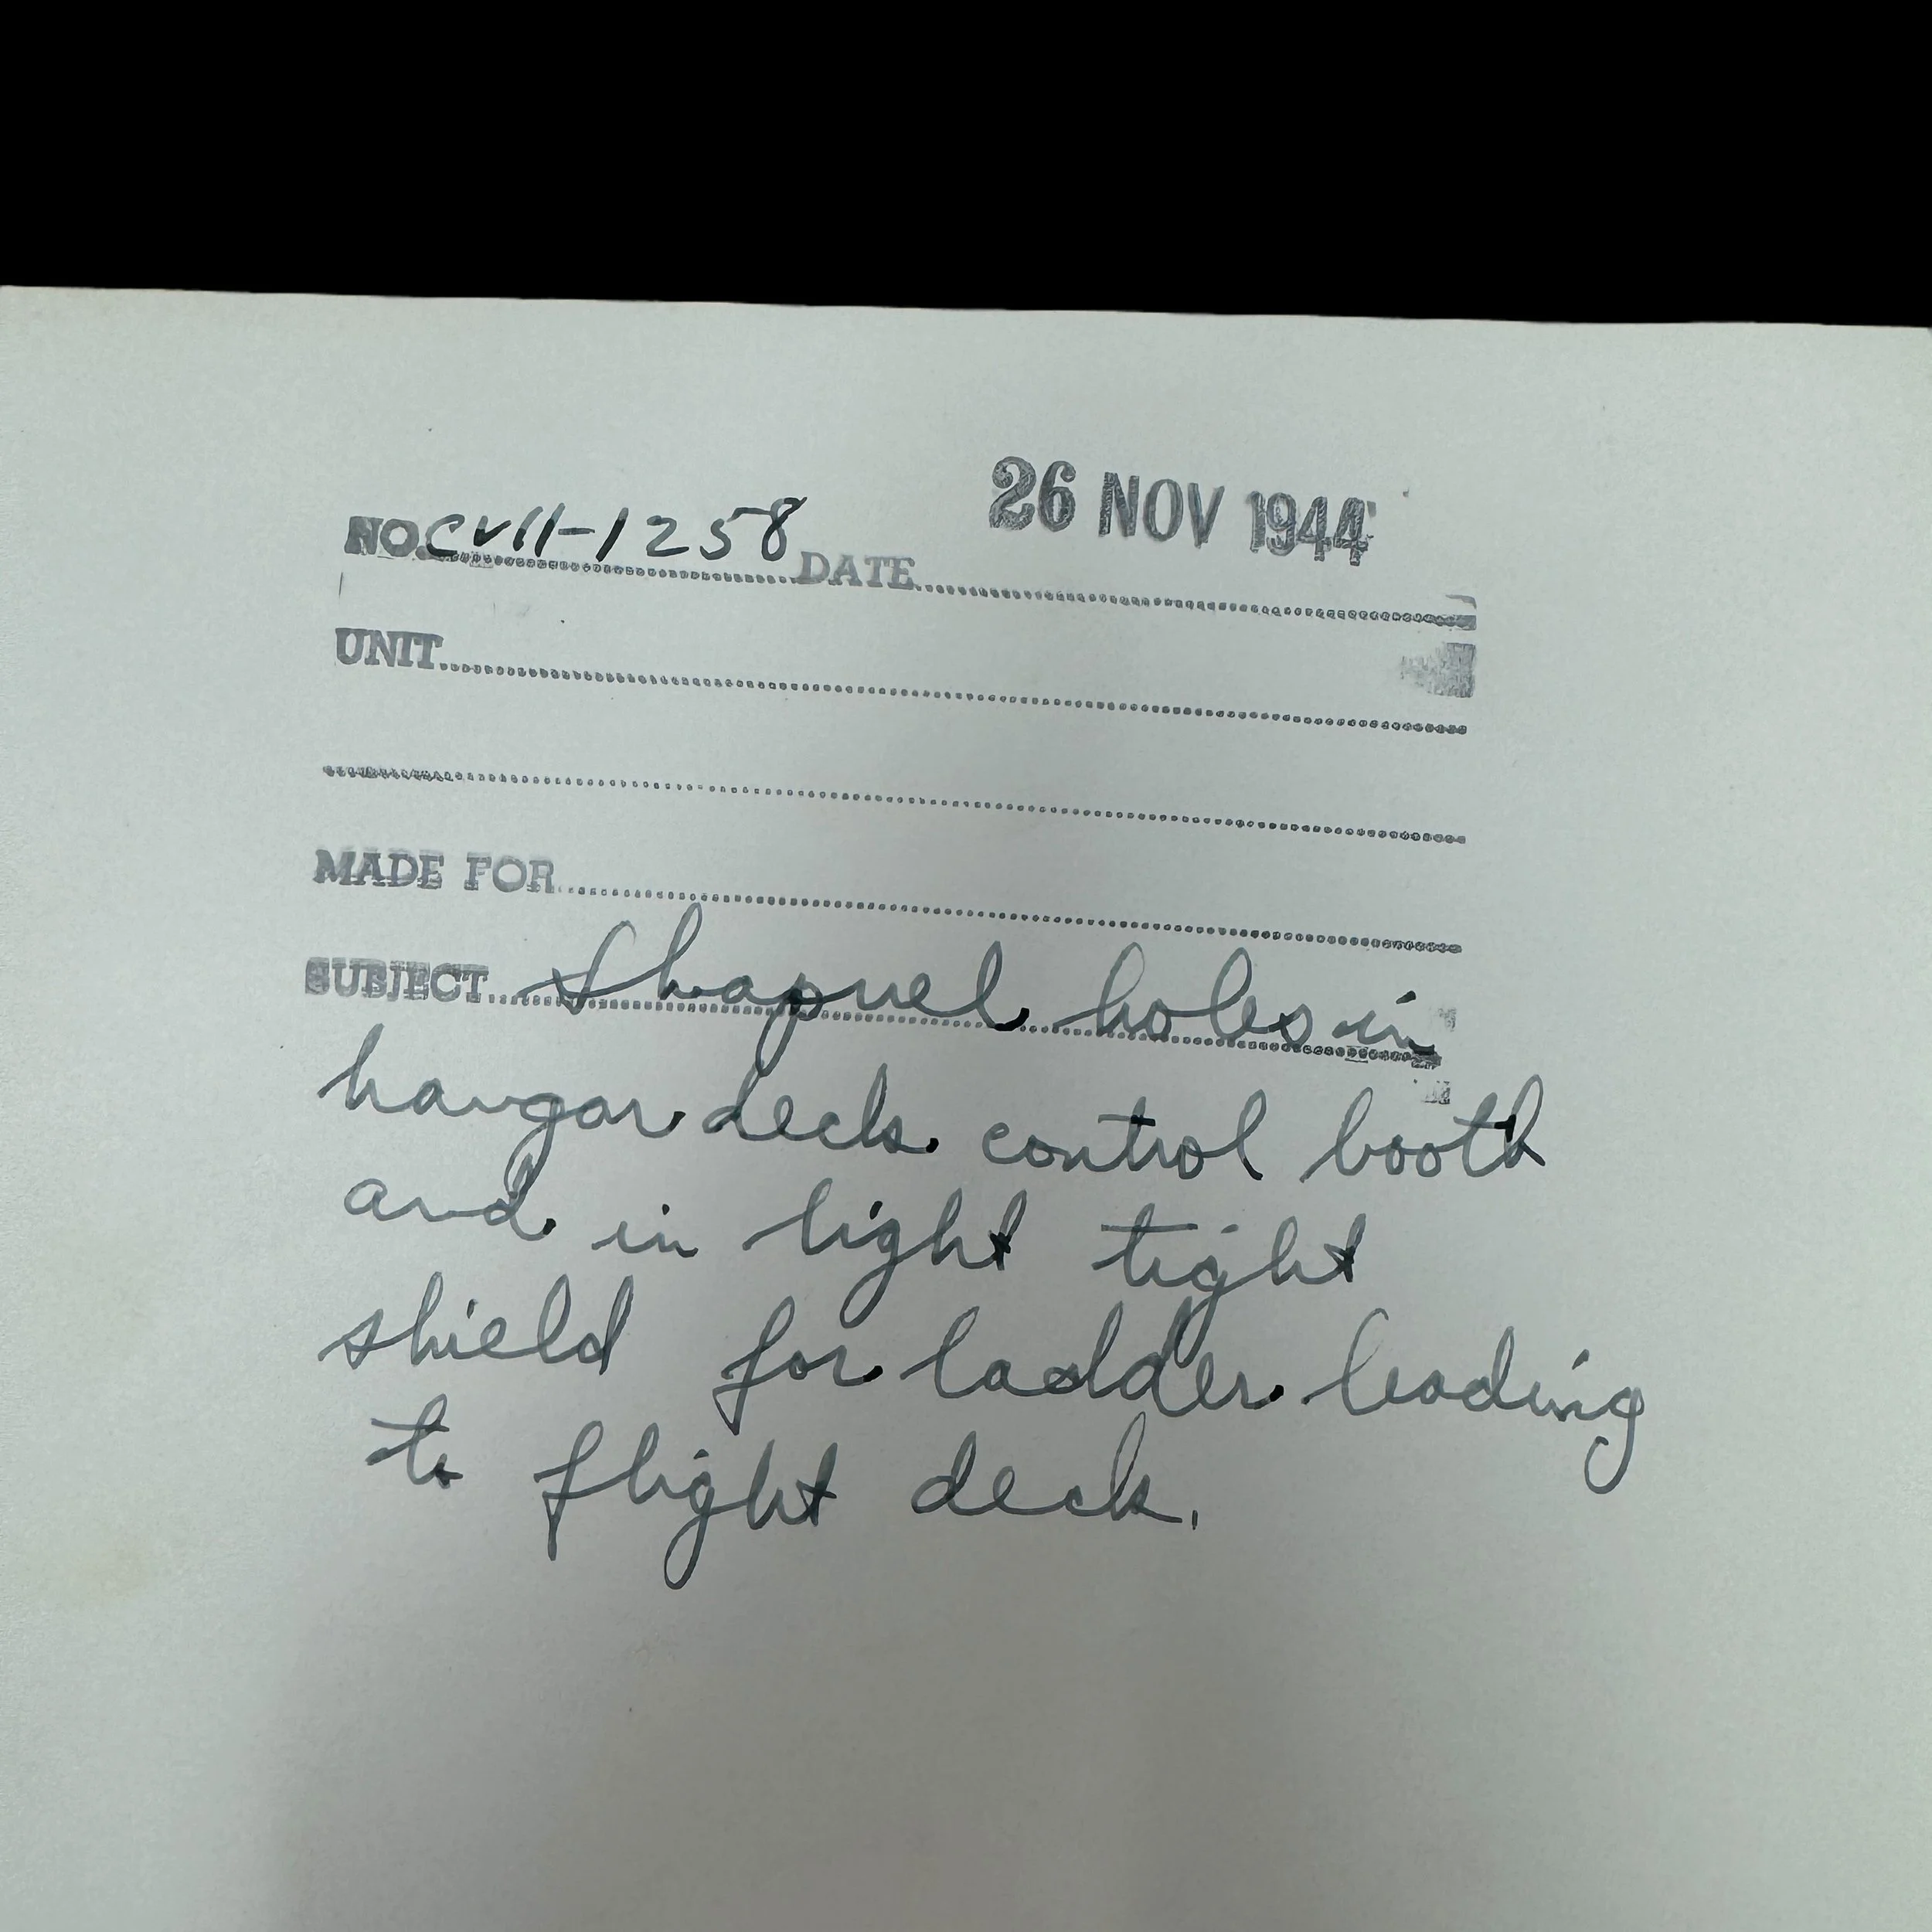 NO. CV11-1258 DATE 26 NOV 1944
UNIT
MADE FOR
SUBJECT Shapnel holes in
hangar deck control booth
and in light tight
shield for ladder leading
to flight deck.